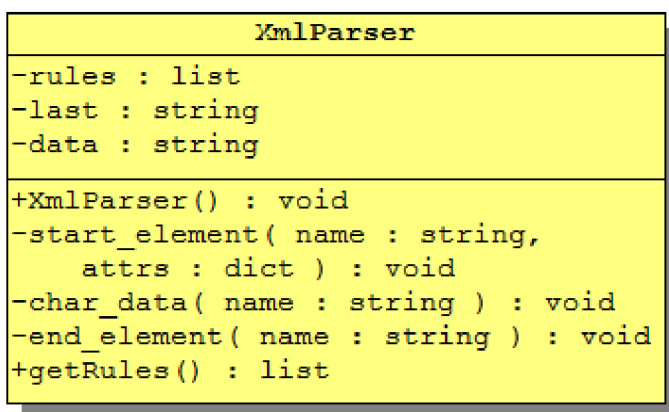 XmlParser
-rules : list
-last : string
-data : string
+XmlParser() : void
-start_element( name : string,
attrs : dict ) : void
-char_data( name : string ) : void
-end_element( name : string ) : void
+getRules() : list